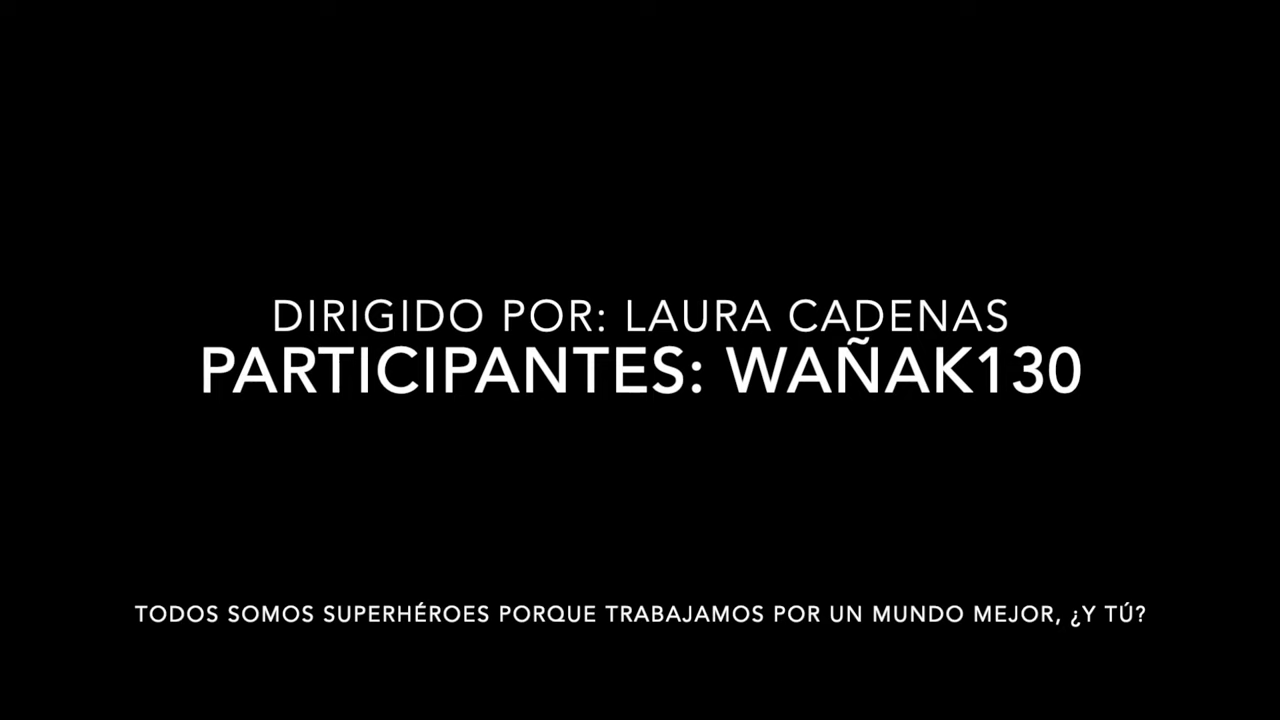 DIRIGIDO POR: LAURA CADENAS
PARTICIPANTES: WAÑAK130
TODOS SOMOS SUPERHÉROES PORQUE TRABAJAMOS POR UN MUNDO MEJOR, ¿Y TÚ?